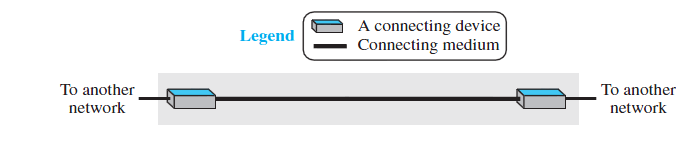 Legend
A connecting device
Connecting medium
To another
network
To another
network